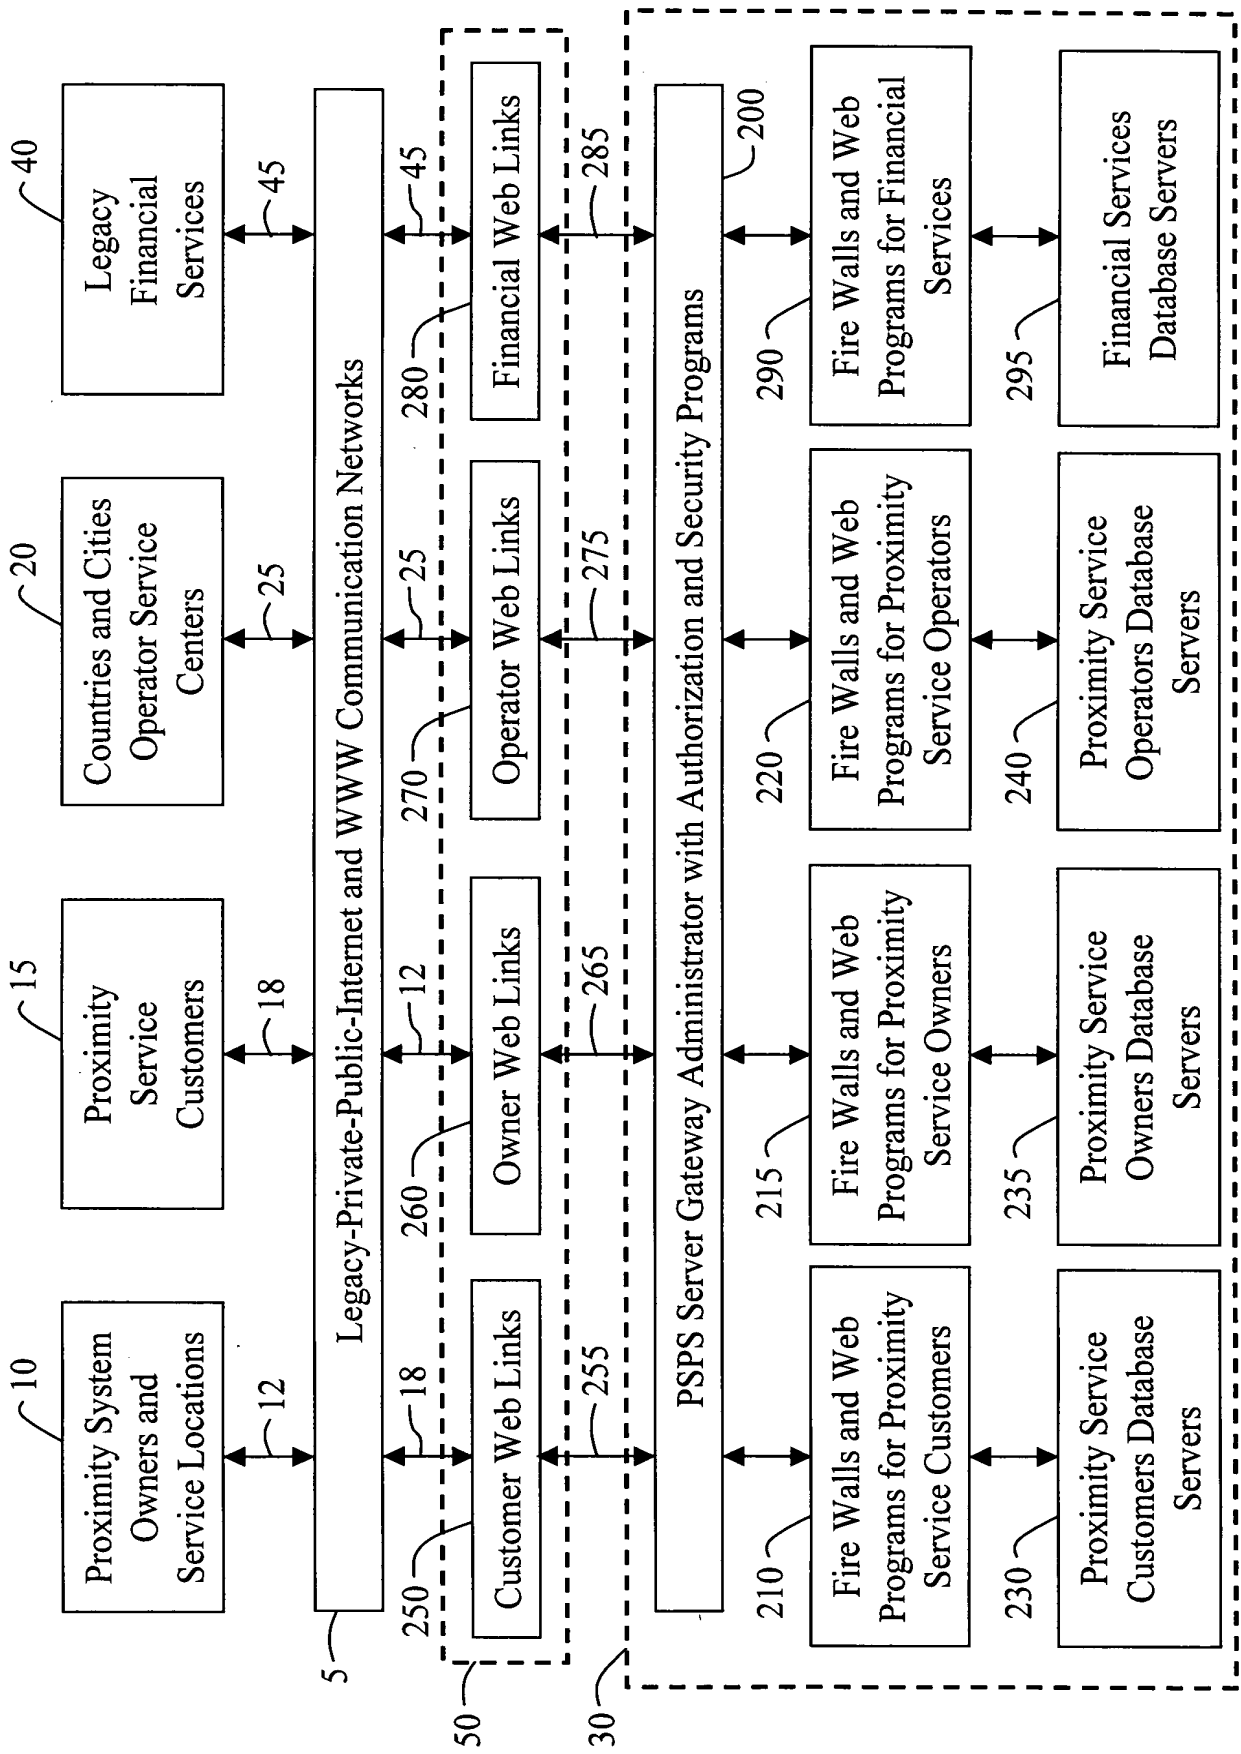 10
15
20
40
Proximity System
Owners and
Service Locations
Proximity
Service
Customers
Countries and Cities
Operator Service
Centers
Legacy
Financial
Services
12
18
25
45
5
Legacy-Private-Public-Internet and WWW Communication Networks
250
18
260
12
270
25
280
45
50
Customer Web Links
Owner Web Links
Operator Web Links
Financial Web Links
255
265
275
285
30
PSPS Server Gateway Administrator with Authorization and Security Programs
200
210
215
220
290
Fire Walls and Web
Programs for Proximity
Service Customers
Fire Walls and Web
Programs for Proximity
Service Owners
Fire Walls and Web
Programs for Proximity
Service Operators
Fire Walls and Web
Programs for Financial
Services
230
235
240
295
Proximity Service
Customers Database
Servers
Proximity Service
Owners Database
Servers
Proximity Service
Operators Database
Servers
Financial Services
Database Servers